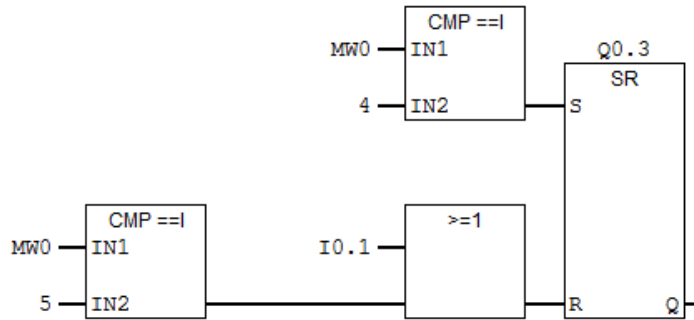 CMP ==I
MW0 IN1 Q0.3
SR
4 IN2 S
CMP ==I >=1
MW0 IN1 I0.1
5 IN2 R Q